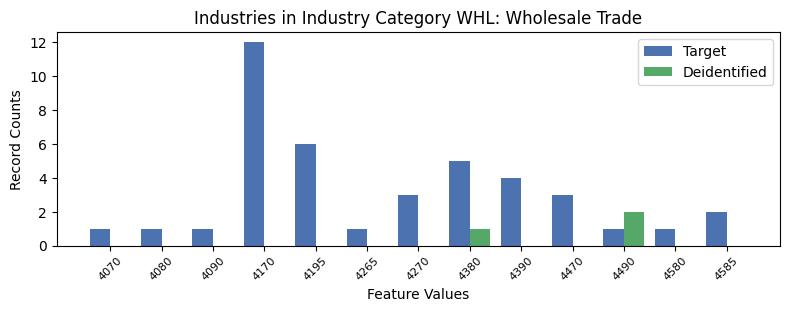 Industries in Industry Category WHL: Wholesale Trade
Target
Deidentified
Record Counts
12
10
8
6
4
2
0
4070 4080 4090 4170 4195 4265 4270 4380 4390 4470 4490 4580 4585
Feature Values